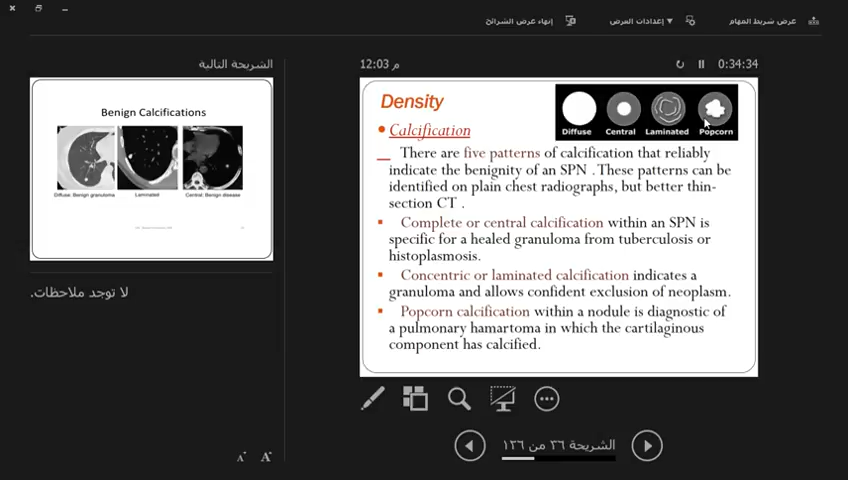 عرض شريط المهام
إعدادات العرض ▼
إنهاء عرض الشرائح
الشريحة التالية
12:03 م
0:34:34
Benign Calcifications
Diffuse: Benign granuloma
Laminated
Central: Benign disease
لا توجد ملاحظات.
Density
Diffuse Central Laminated Popcorn
• Calcification
_ There are five patterns of calcification that reliably
indicate the benignity of an SPN . These patterns can be
identified on plain chest radiographs, but better thin-
section CT .
▪ Complete or central calcification within an SPN is
specific for a healed granuloma from tuberculosis or
histoplasmosis.
▪ Concentric or laminated calcification indicates a
granuloma and allows confident exclusion of neoplasm.
▪ Popcorn calcification within a nodule is diagnostic of
a pulmonary hamartoma in which the cartilaginous
component has calcified.
الشريحة ٣٦ من ١٣٦
A A